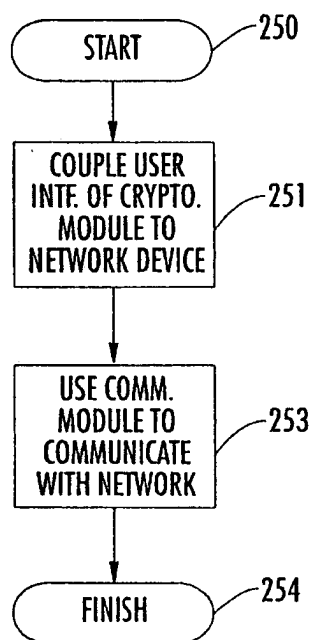 START
250
COUPLE USER
INTF. OF CRYPTO.
MODULE TO
NETWORK DEVICE
251
USE COMM.
MODULE TO
COMMUNICATE
WITH NETWORK
253
FINISH
254